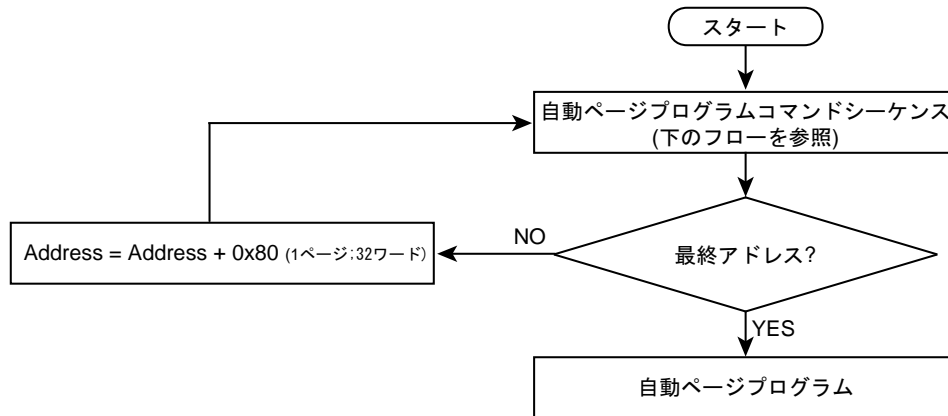 スタート
自動ページプログラムコマンドシーケンス
(下のフローを参照)
Address = Address + 0x80 (1ページ;32ワード)
NO
最終アドレス?
YES
自動ページプログラム